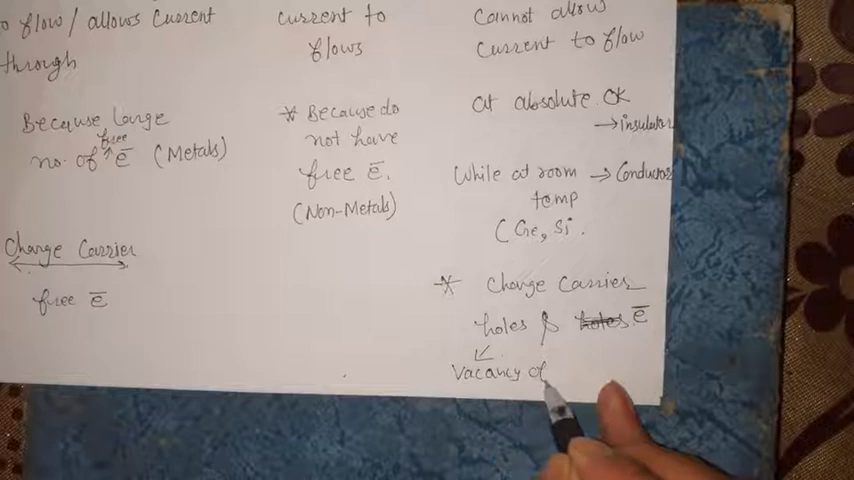 o flow / allows Current
through
Because Large
free
no. of e̅ (Metals)
Charge Carrier
free e̅
current to
flows
* Because do
not have
free e̅.
(Non-Metals)
Cannot allow
Current to flow
at absolute OK
→ insulator
While at room → Conductor
temp
(Ge, Si.
* Charge Carrier
holes & holes e̅
Vacancy of